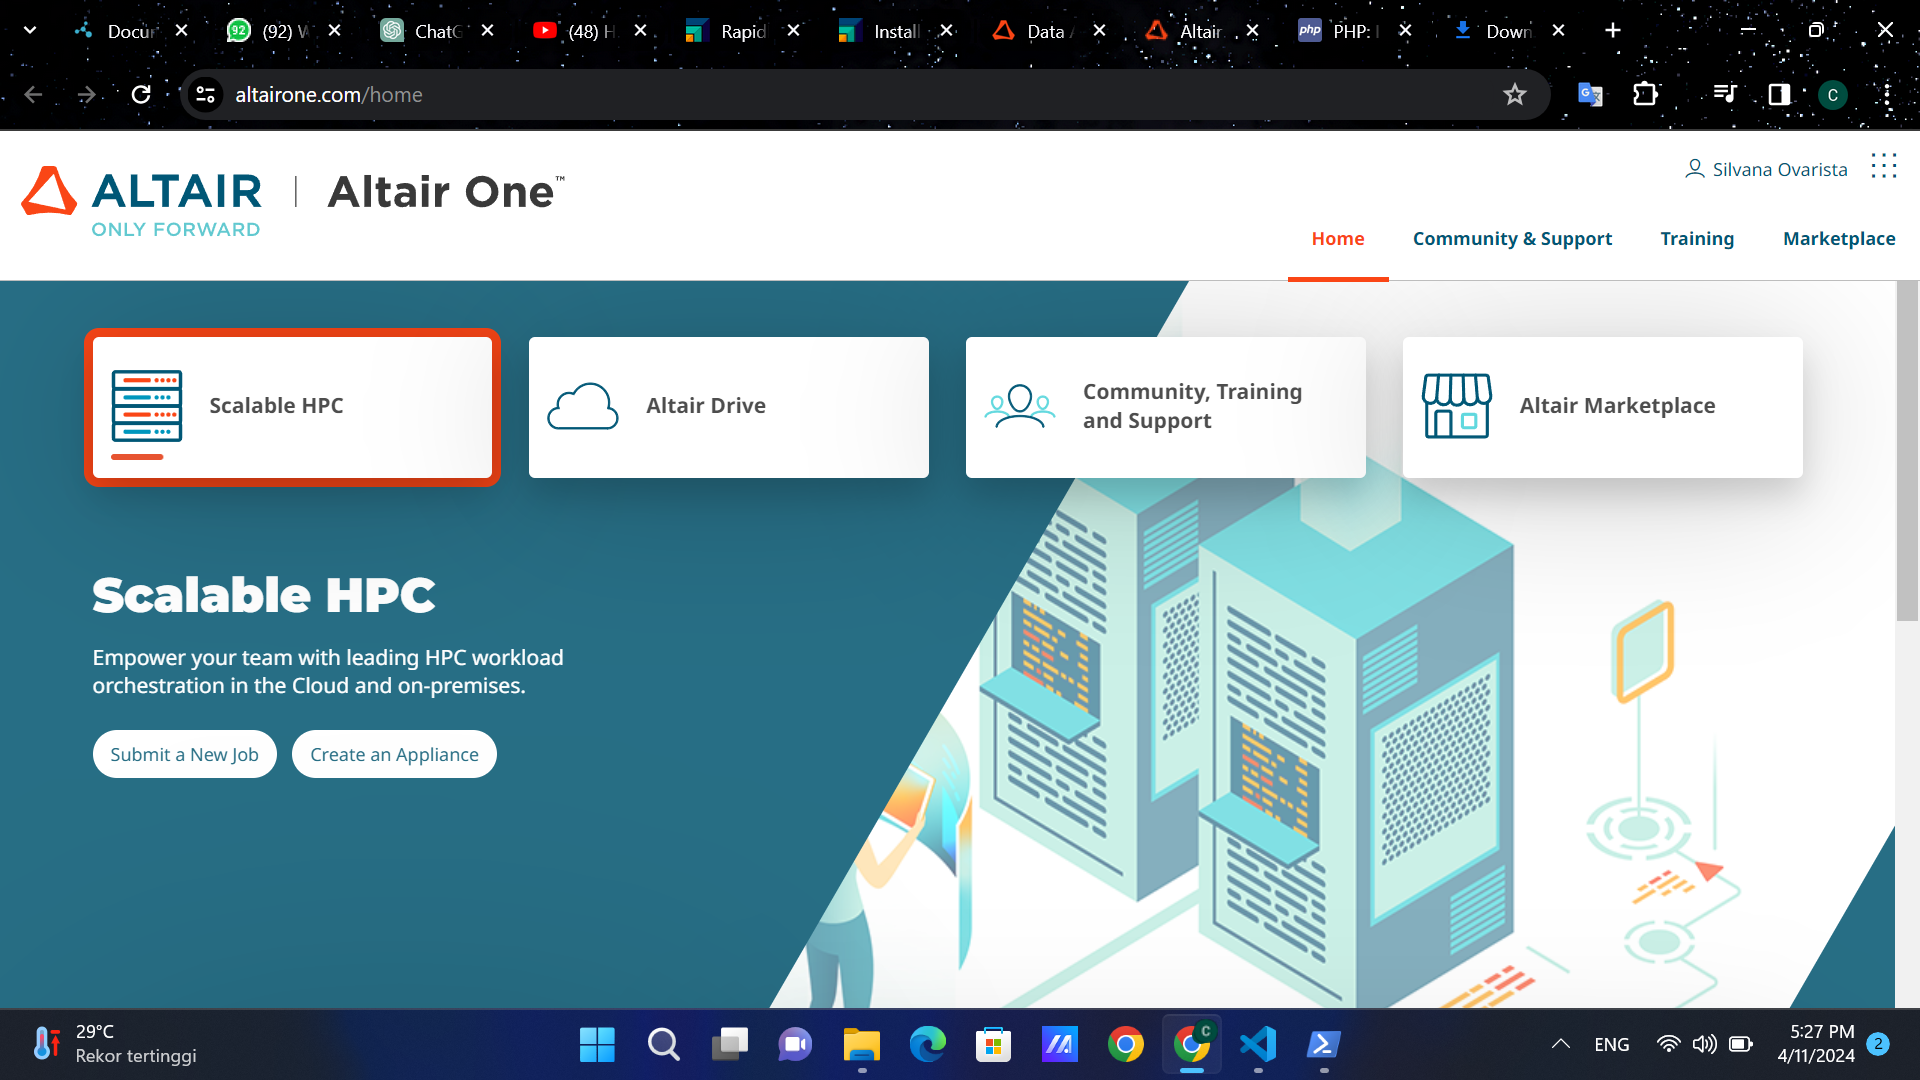 Docu
(92) W
ChatG
(48) H
Rapid
Install
Data A
Altair
php
PHP: I
Down
altairone.com/home
C
ALTAIR
ONLY FORWARD
Altair One™
Silvana Ovarista
Home
Community & Support
Training
Marketplace
Scalable HPC
Altair Drive
Community, Training
and Support
Altair Marketplace
Scalable HPC
Empower your team with leading HPC workload
orchestration in the Cloud and on-premises.
Submit a New Job
Create an Appliance
29°C
Rekor tertinggi
C
ENG
5:27 PM
4/11/2024
2